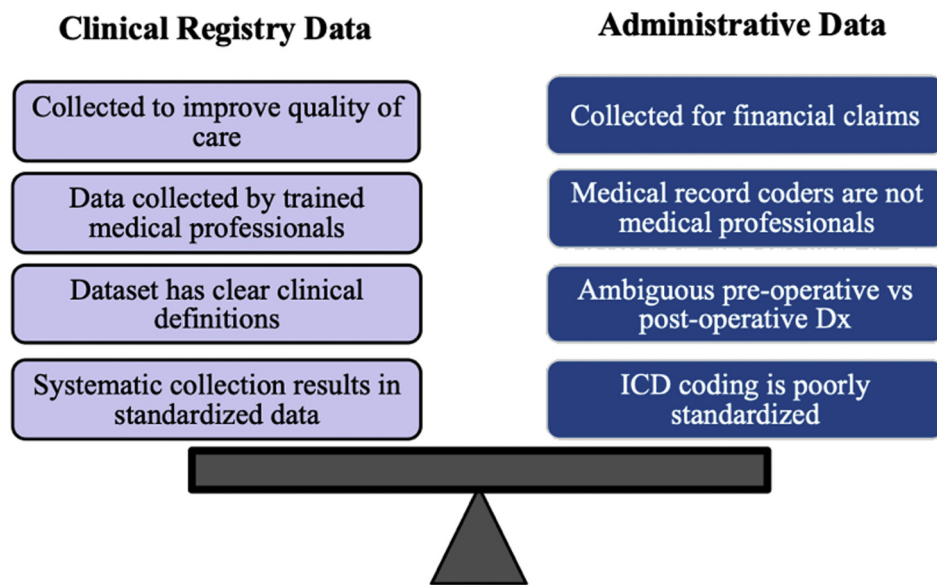 Clinical Registry Data
Collected to improve quality of
care
Data collected by trained
medical professionals
Dataset has clear clinical
definitions
Systematic collection results in
standardized data
Administrative Data
Collected for financial claims
Medical record coders are not
medical professionals
Ambiguous pre-operative vs
post-operative Dx
ICD coding is poorly
standardized